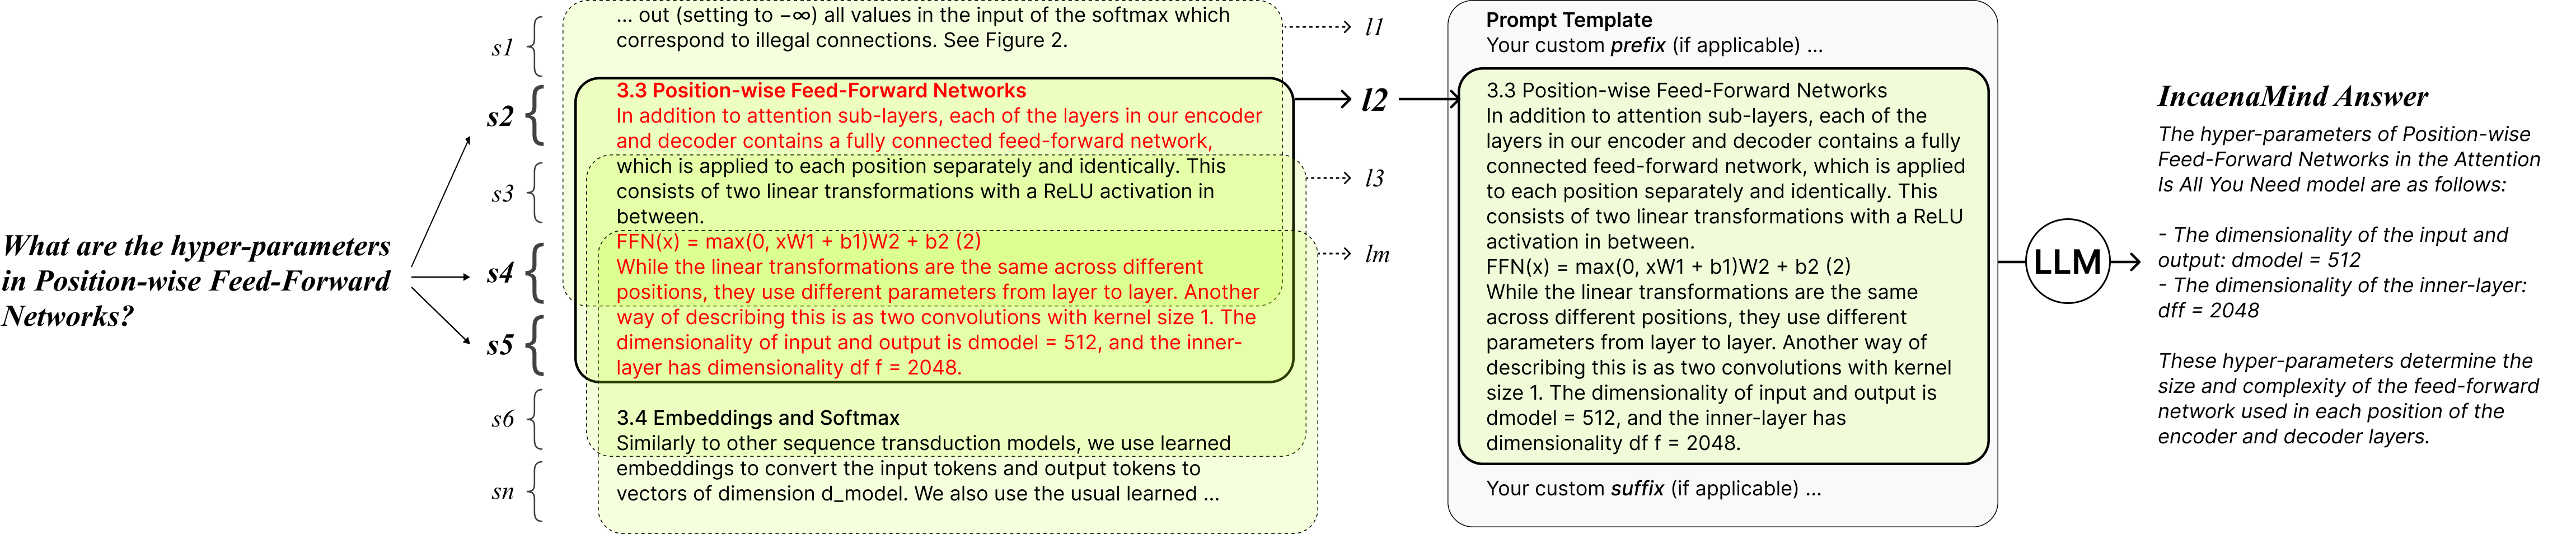 What are the hyper-parameters
in Position-wise Feed-Forward
Networks?
s1
s2
s3
s4
s5
s6
sn
... out (setting to −∞) all values in the input of the softmax which
correspond to illegal connections. See Figure 2.
3.3 Position-wise Feed-Forward Networks
In addition to attention sub-layers, each of the layers in our encoder
and decoder contains a fully connected feed-forward network,
which is applied to each position separately and identically. This
consists of two linear transformations with a ReLU activation in
between.
FFN(x) = max(0, xW1 + b1)W2 + b2 (2)
While the linear transformations are the same across different
positions, they use different parameters from layer to layer. Another
way of describing this is as two convolutions with kernel size 1. The
dimensionality of input and output is dmodel = 512, and the inner-
layer has dimensionality df f = 2048.
3.4 Embeddings and Softmax
Similarly to other sequence transduction models, we use learned
embeddings to convert the input tokens and output tokens to
vectors of dimension d_model. We also use the usual learned ...
l1
l2
l3
lm
Prompt Template
Your custom prefix (if applicable) ...
3.3 Position-wise Feed-Forward Networks
In addition to attention sub-layers, each of the
layers in our encoder and decoder contains a fully
connected feed-forward network, which is applied
to each position separately and identically. This
consists of two linear transformations with a ReLU
activation in between.
FFN(x) = max(0, xW1 + b1)W2 + b2 (2)
While the linear transformations are the same
across different positions, they use different
parameters from layer to layer. Another way of
describing this is as two convolutions with kernel
size 1. The dimensionality of input and output is
dmodel = 512, and the inner-layer has
dimensionality df f = 2048.
Your custom suffix (if applicable) ...
LLM
IncaenaMind Answer
The hyper-parameters of Position-wise
Feed-Forward Networks in the Attention
Is All You Need model are as follows:
- The dimensionality of the input and
output: dmodel = 512
- The dimensionality of the inner-layer:
dff = 2048
These hyper-parameters determine the
size and complexity of the feed-forward
network used in each position of the
encoder and decoder layers.